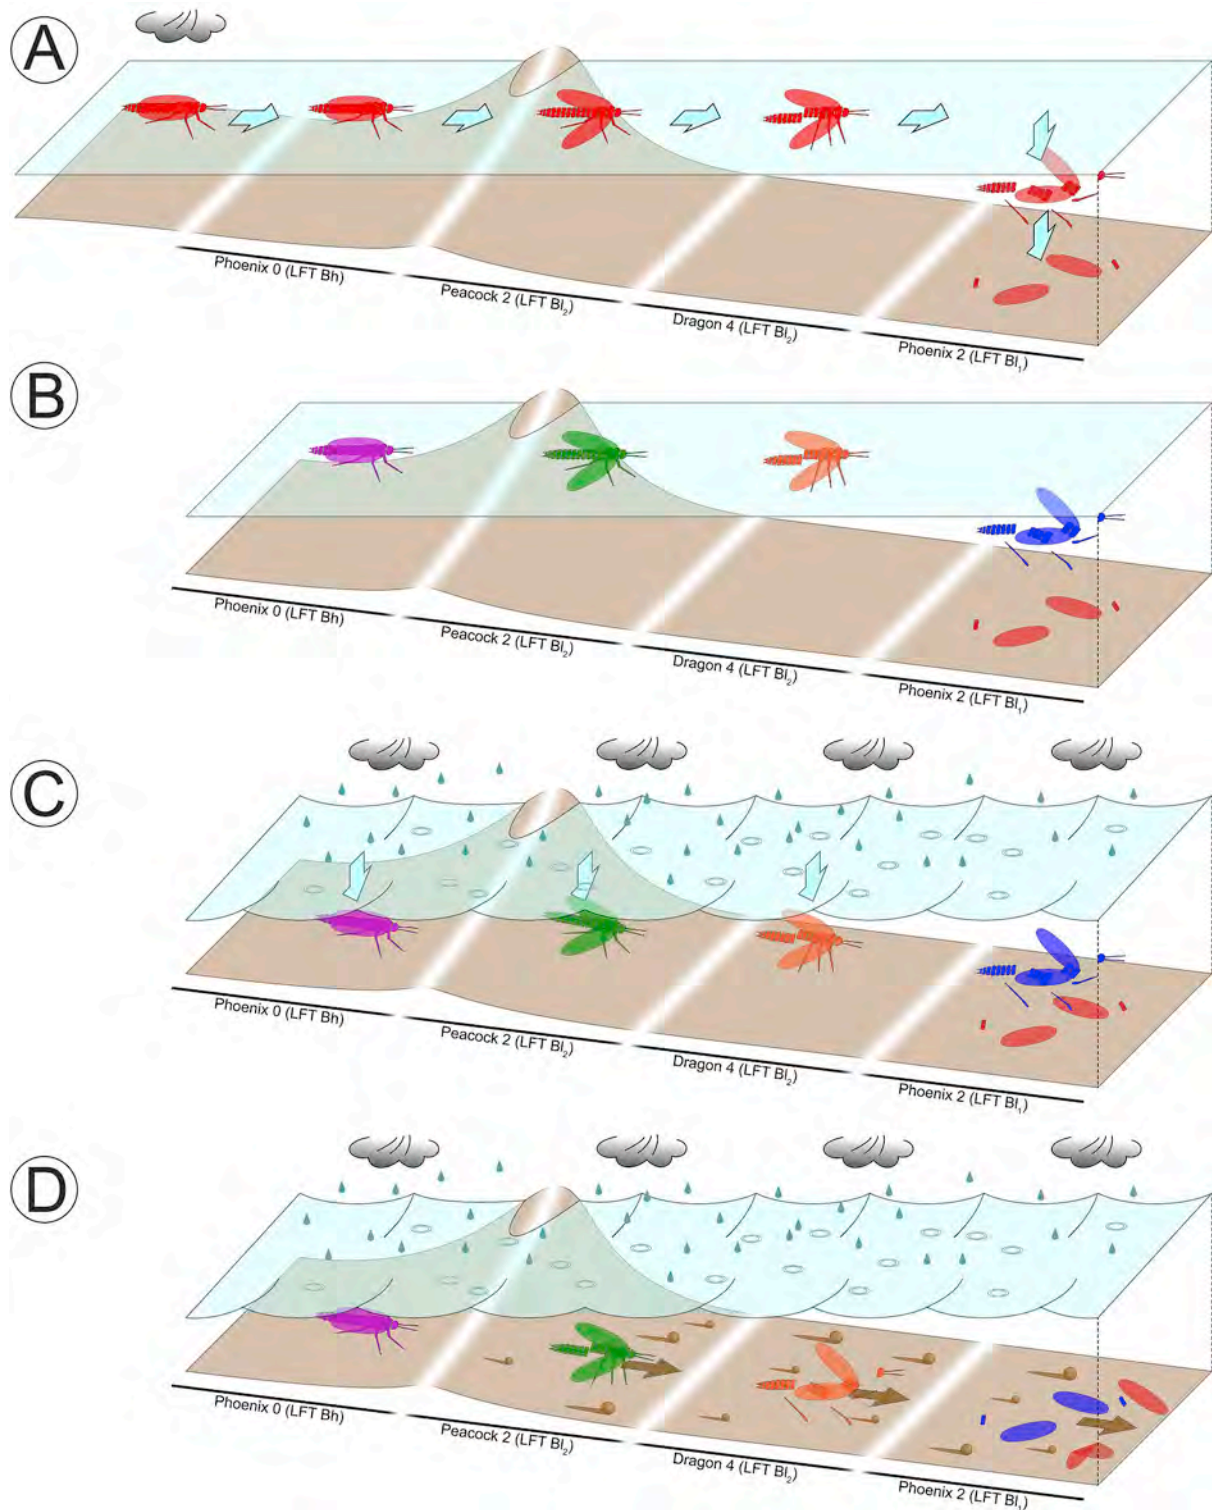 A
Phoenix 0 (LFT Bh)
Peacock 2 (LFT Bl₂)
Dragon 4 (LFT Bl₂)
Phoenix 2 (LFT Bl₁)
B
Phoenix 0 (LFT Bh)
Peacock 2 (LFT Bl₂)
Dragon 4 (LFT Bl₂)
Phoenix 2 (LFT Bl₁)
C
Phoenix 0 (LFT Bh)
Peacock 2 (LFT Bl₂)
Dragon 4 (LFT Bl₂)
Phoenix 2 (LFT Bl₁)
D
Phoenix 0 (LFT Bh)
Peacock 2 (LFT Bl₂)
Dragon 4 (LFT Bl₂)
Phoenix 2 (LFT Bl₁)